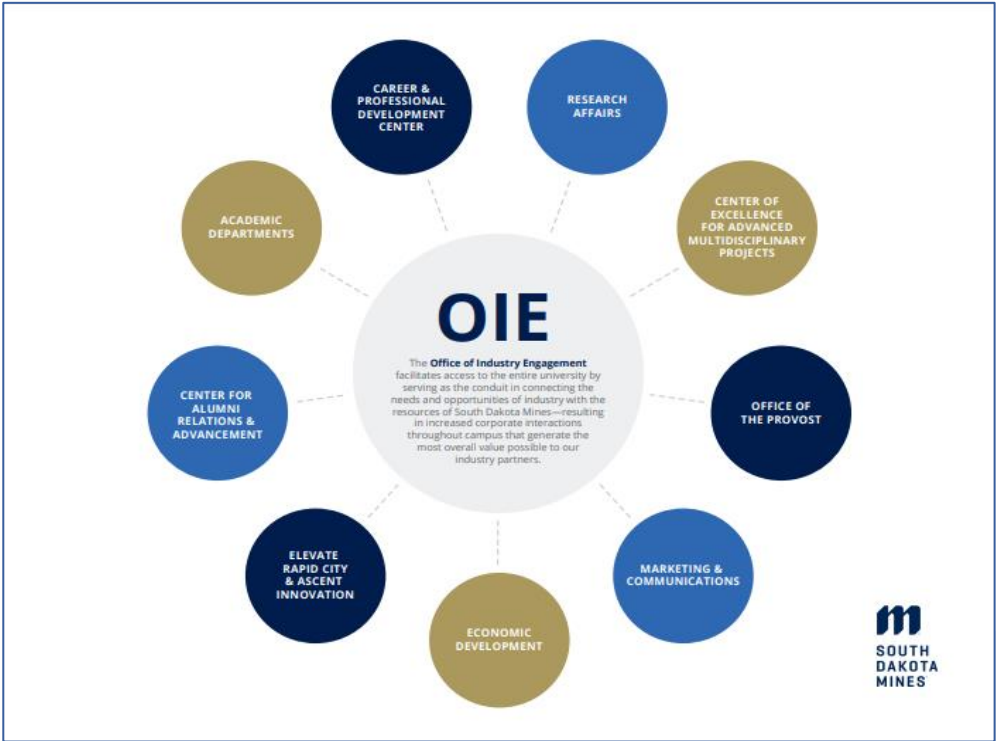 CAREER &
PROFESSIONAL
DEVELOPMENT
CENTER
RESEARCH
AFFAIRS
ACADEMIC
DEPARTMENTS
CENTER OF
EXCELLENCE
FOR ADVANCED
MULTIDISCIPLINARY
PROJECTS
OIE
The Office of Industry Engagement
facilitates access to the entire university by
serving as the conduit in connecting the
needs and opportunities of industry with the
resources of South Dakota Mines—resulting
in increased corporate interactions
throughout campus that generate the
most overall value possible to our
industry partners.
CENTER FOR
ALUMNI
RELATIONS &
ADVANCEMENT
OFFICE OF
THE PROVOST
ELEVATE
RAPID CITY
& ASCENT
INNOVATION
MARKETING &
COMMUNICATIONS
ECONOMIC
DEVELOPMENT
m
SOUTH
DAKOTA
MINES